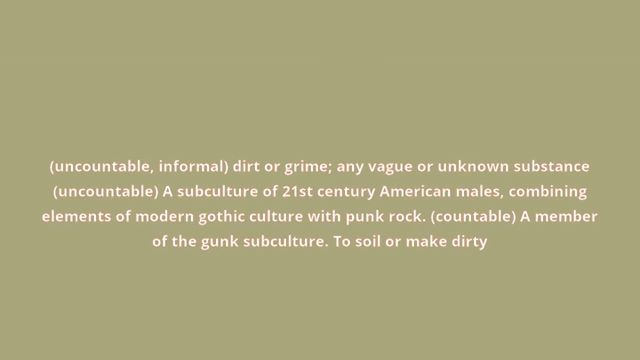 (uncountable, informal) dirt or grime; any vague or unknown substance
(uncountable) A subculture of 21st century American males, combining
elements of modern gothic culture with punk rock. (countable) A member
of the gunk subculture. To soil or make dirty